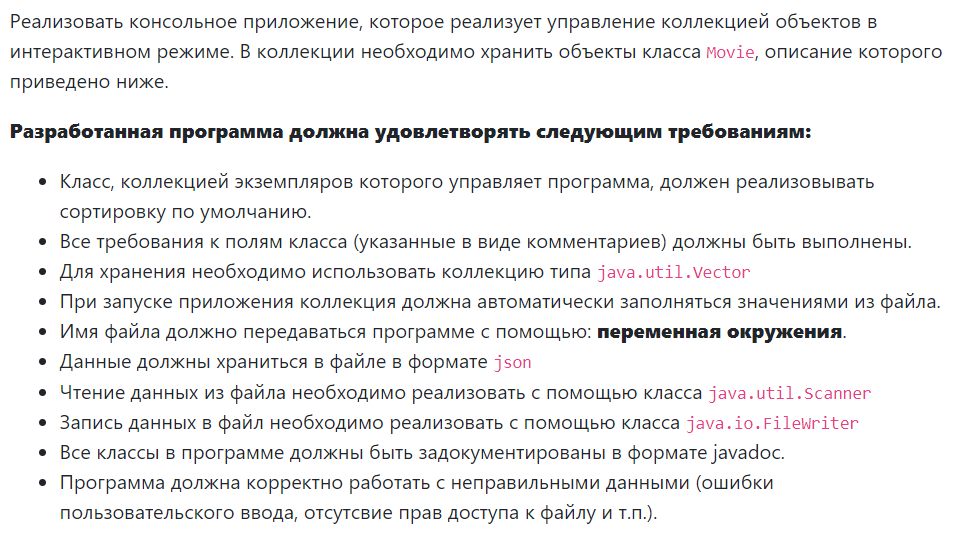 Реализовать консольное приложение, которое реализует управление коллекцией объектов в
интерактивном режиме. В коллекции необходимо хранить объекты класса Movie, описание которого
приведено ниже.
Разработанная программа должна удовлетворять следующим требованиям:
• Класс, коллекцией экземпляров которого управляет программа, должен реализовывать
сортировку по умолчанию.
• Все требования к полям класса (указанные в виде комментариев) должны быть выполнены.
• Для хранения необходимо использовать коллекцию типа java.util.Vector
• При запуске приложения коллекция должна автоматически заполняться значениями из файла.
• Имя файла должно передаваться программе с помощью: переменная окружения.
• Данные должны храниться в файле в формате json
• Чтение данных из файла необходимо реализовать с помощью класса java.util.Scanner
• Запись данных в файл необходимо реализовать с помощью класса java.io.FileWriter
• Все классы в программе должны быть задокументированы в формате javadoc.
• Программа должна корректно работать с неправильными данными (ошибки
пользовательского ввода, отсутсвие прав доступа к файлу и т.п.).